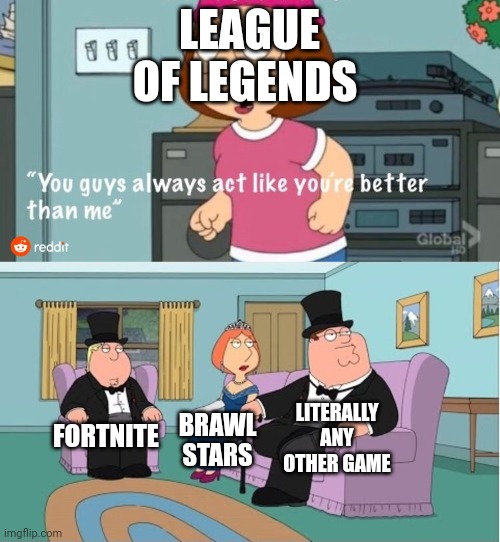 LEAGUE
OF LEGENDS
“You guys always act like you're better
than me”
reddit
Global
HD
FORTNITE
BRAWL
STARS
LITERALLY
ANY
OTHER GAME
imgflip.com